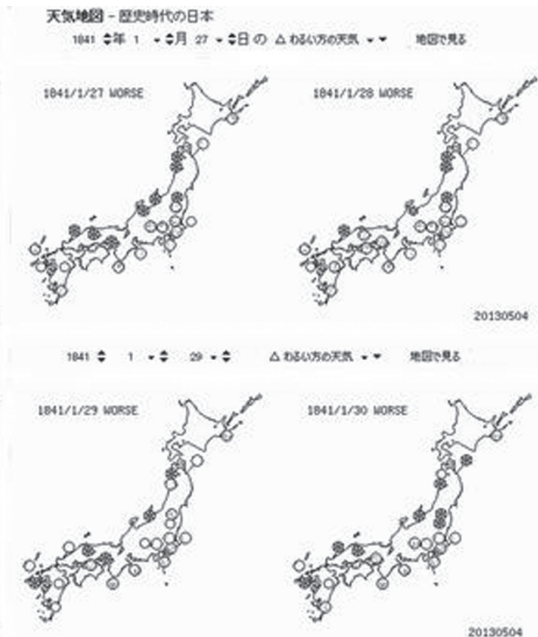 天気地図 - 歴史時代の日本
1841 年 1 月 27 日 の △ わるい方の天気 地図で見る
1841/1/27 WORSE 1841/1/28 WORSE
20130504
1841 1 29 △ わるい方の天気 地図で見る
1841/1/29 WORSE 1841/1/30 WORSE
20130504